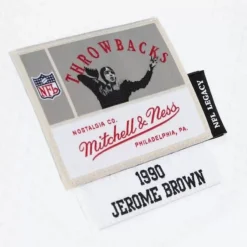 THROWBACKS
NFL
NOSTALGIA CO.
Mitchell & Ness
PHILADELPHIA, PA.
NFL LEGACY
1990
JEROME BROWN